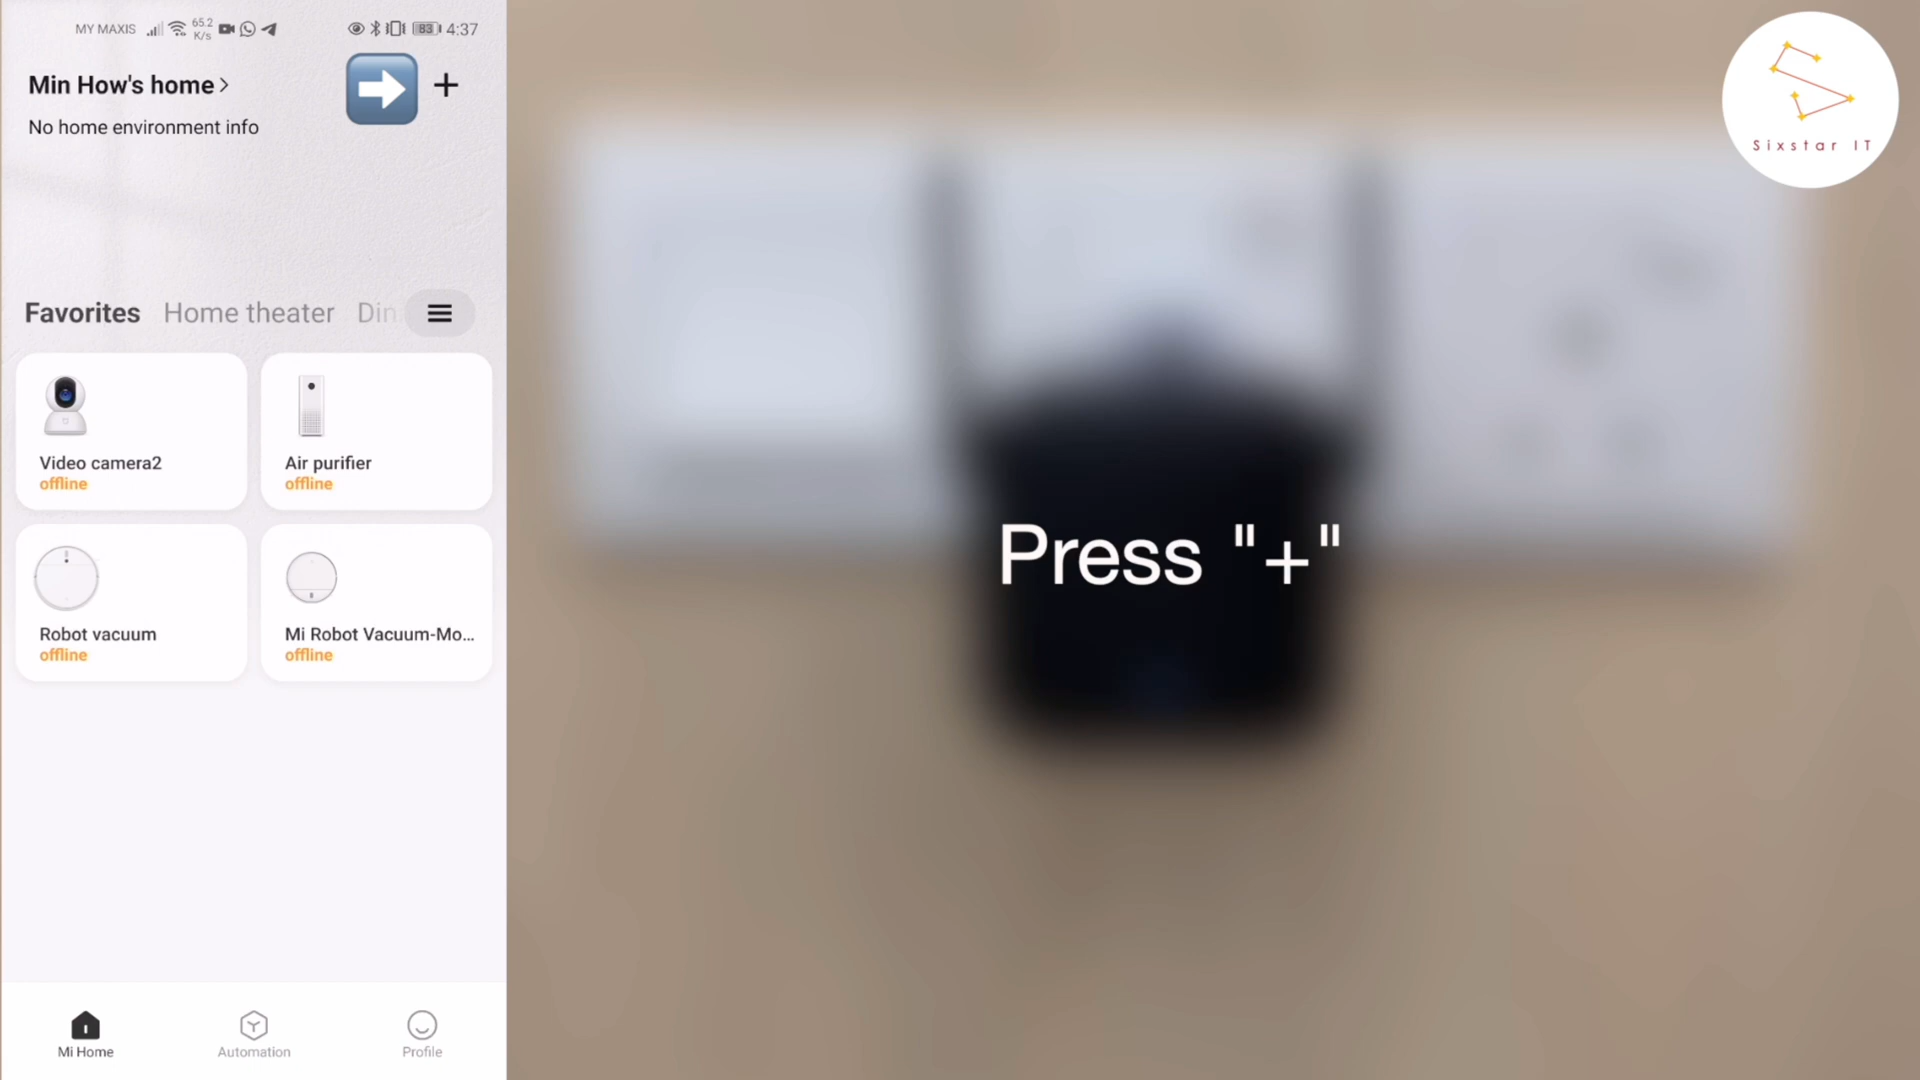 MY MAXIS 65.2 K/s 83 4:37
Min How's home >
No home environment info
Favorites Home theater Din
Video camera2
offline
Air purifier
offline
Robot vacuum
offline
Mi Robot Vacuum-Mo...
offline
Mi Home
Automation
Profile
Press "+"
Sixstar IT